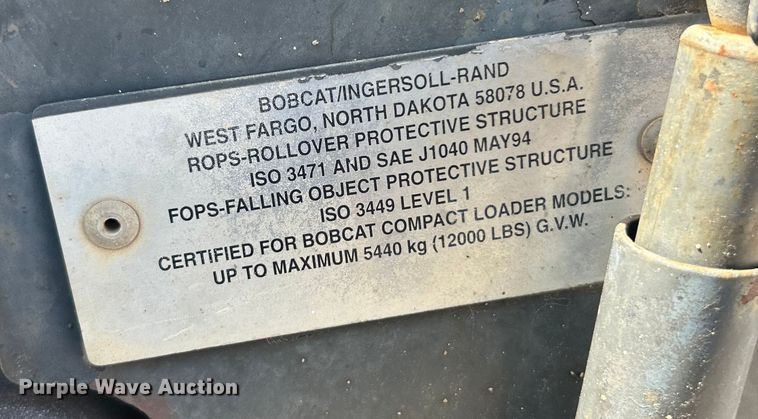 BOBCAT/INGERSOLL-RAND
WEST FARGO, NORTH DAKOTA 58078 U.S.A.
ROPS-ROLLOVER PROTECTIVE STRUCTURE
ISO 3471 AND SAE J1040 MAY94
FOPS-FALLING OBJECT PROTECTIVE STRUCTURE
ISO 3449 LEVEL 1
CERTIFIED FOR BOBCAT COMPACT LOADER MODELS:
UP TO MAXIMUM 5440 kg (12000 LBS) G.V.W.
Purple Wave Auction